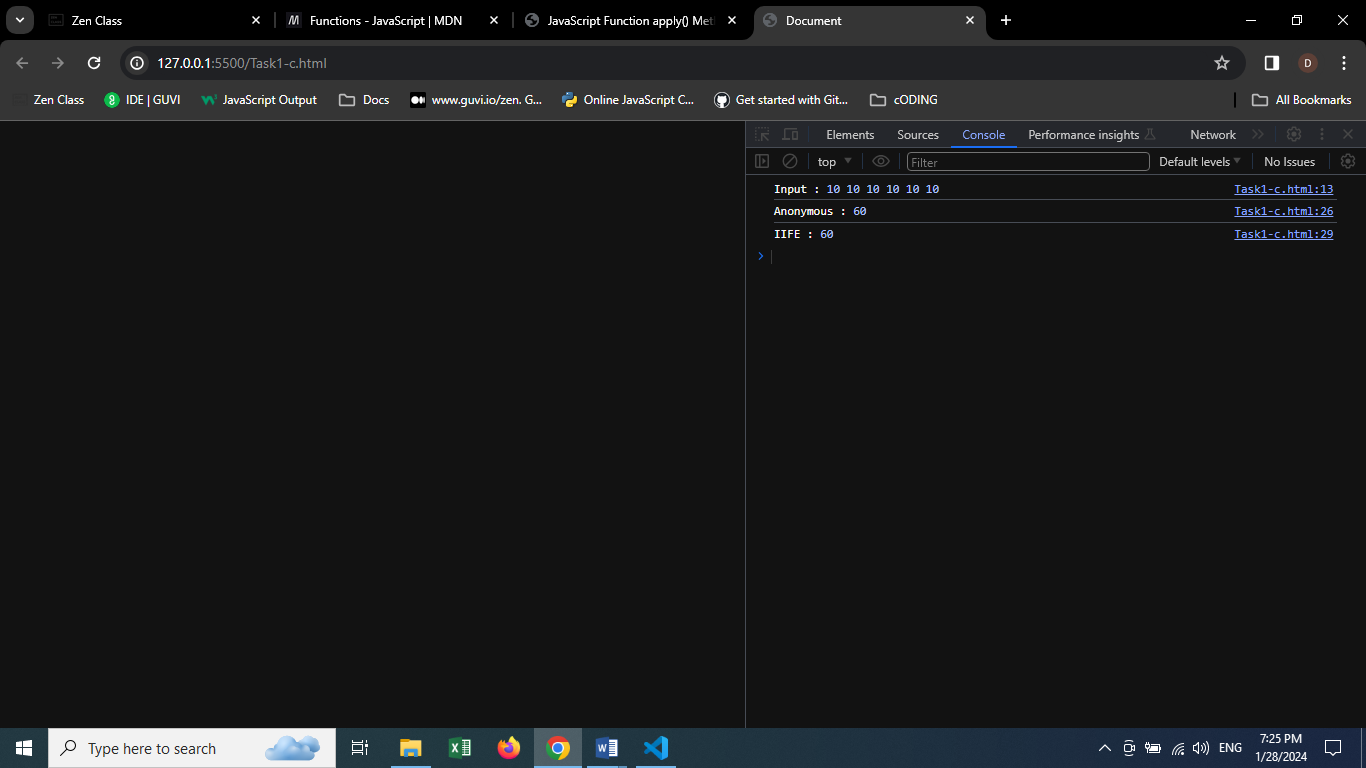 Zen Class
Functions - JavaScript | MDN
JavaScript Function apply() Met
Document
127.0.0.1:5500/Task1-c.html
D
Zen Class
IDE | GUVI
JavaScript Output
Docs
www.guvi.io/zen. G...
Online JavaScript C...
Get started with Git...
cODING
All Bookmarks
Elements
Sources
Console
Performance insights
Network
top
Filter
Default levels
No Issues
Input : 10 10 10 10 10 10 Task1-c.html:13
Anonymous : 60 Task1-c.html:26
IIFE : 60 Task1-c.html:29
Type here to search
ENG
7:25 PM
1/28/2024